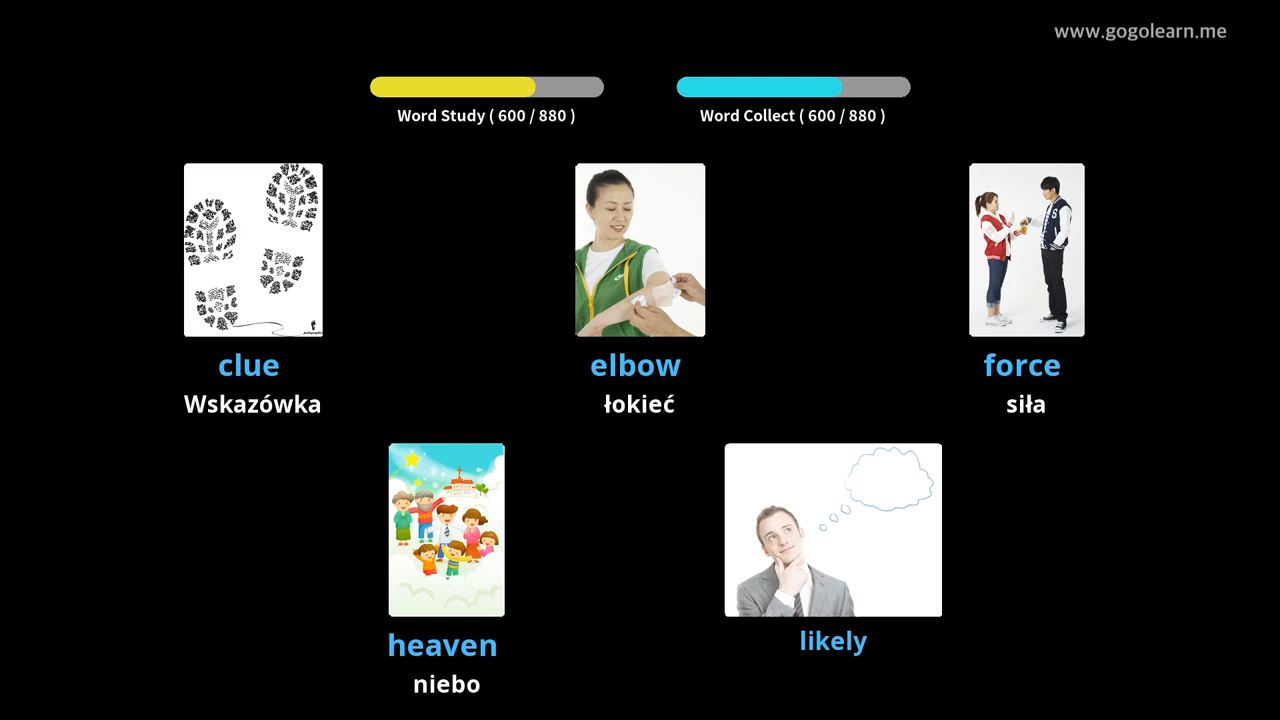 www.gogolearn.me
Word Study ( 600 / 880 )
Word Collect ( 600 / 880 )
clue
Wskazówka
elbow
łokieć
force
siła
heaven
niebo
likely